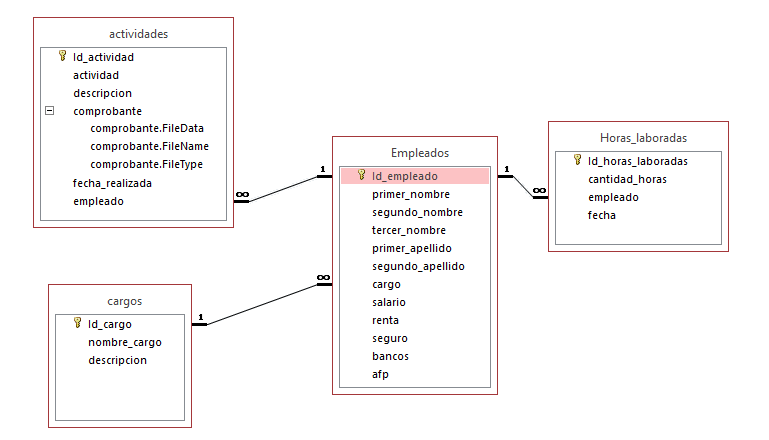 actividades
Id_actividad
actividad
descripcion
comprobante
comprobante.FileData
comprobante.FileName
comprobante.FileType
fecha_realizada
empleado
∞
1
Empleados
Id_empleado
primer_nombre
segundo_nombre
tercer_nombre
primer_apellido
segundo_apellido
cargo
salario
renta
seguro
bancos
afp
1
∞
Horas_laboradas
Id_horas_laboradas
cantidad_horas
empleado
fecha
cargos
Id_cargo
nombre_cargo
descripcion
1
∞